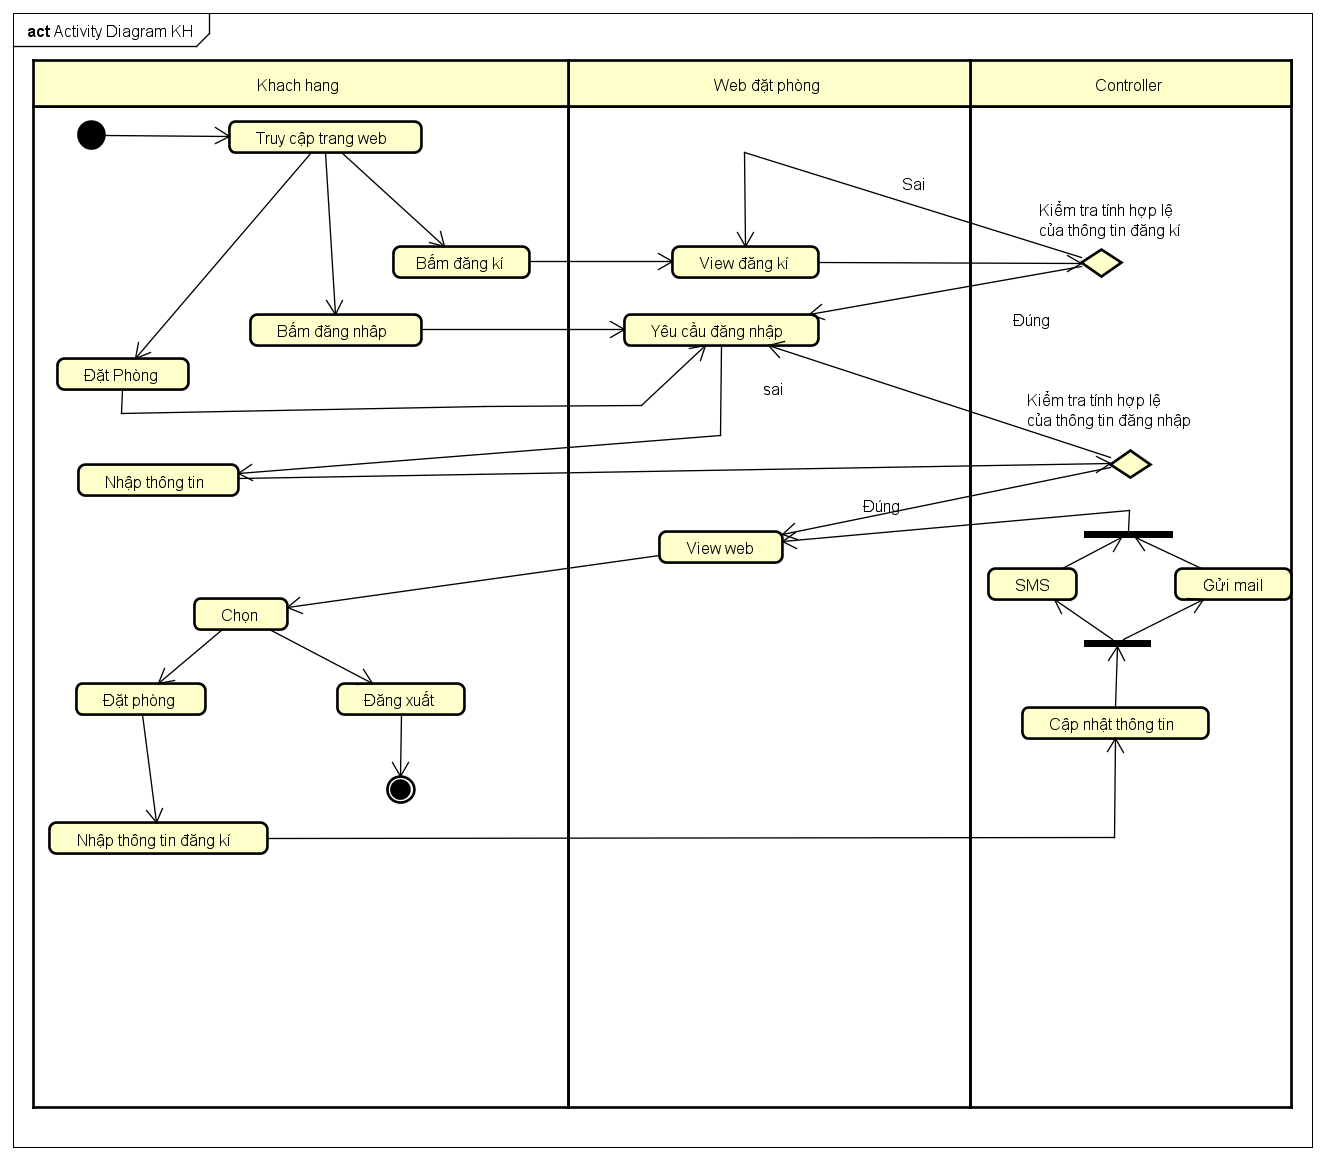 act Activity Diagram KH
Khach hang
Web đặt phòng
Controller
Truy cập trang web
Sai
Kiểm tra tính hợp lệ
của thông tin đăng kí
Bấm đăng kí
View đăng kí
Bấm đăng nhâp
Yêu cầu đăng nhập
Đúng
Đặt Phòng
sai
Kiểm tra tính hợp lệ
của thông tin đăng nhập
Nhập thông tin
Đúng
View web
SMS
Gửi mail
Chọn
Đặt phòng
Đăng xuất
Cập nhật thông tin
Nhập thông tin đăng kí